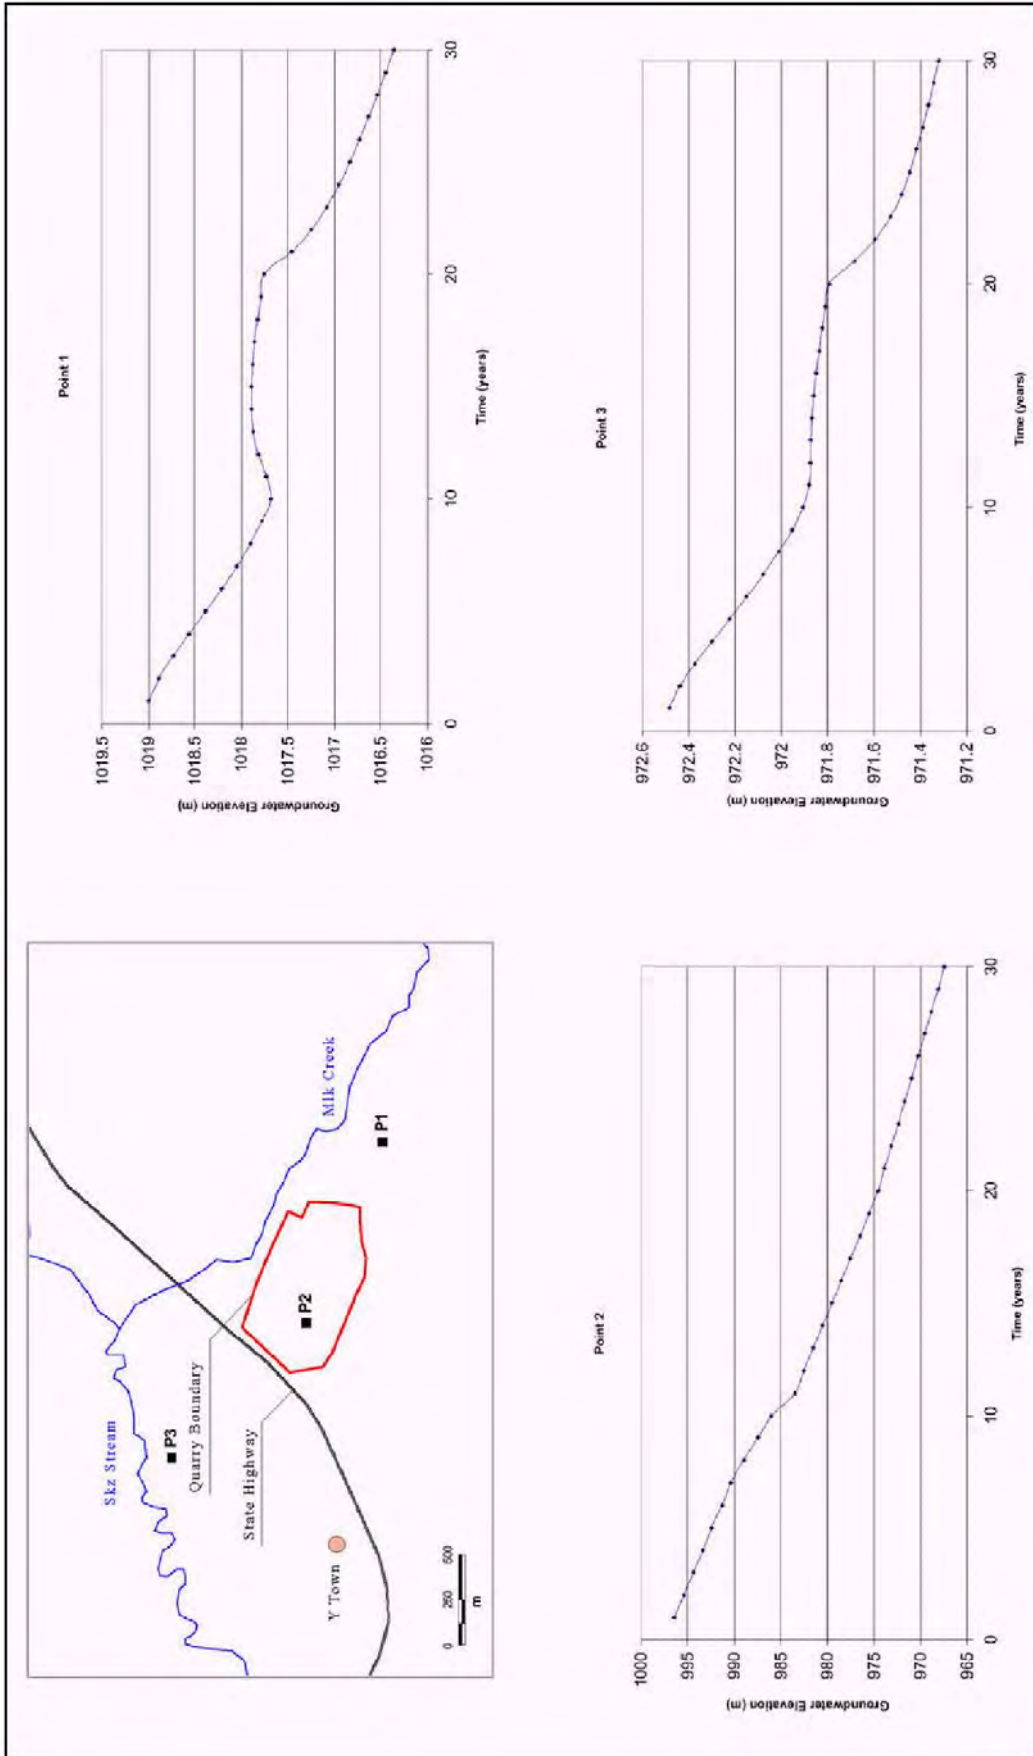 Skz Stream
Mlk Creek
P3
Quarry Boundary
State Highway
P2
P1
Y Town
0 250 500
m
Point 1
Groundwater Elevation (m)
1019.5
1019
1018.5
1018
1017.5
1017
1016.5
1016
0 10 20 30
Time (years)
Point 2
Groundwater Elevation (m)
1000
995
990
985
980
975
970
965
0 10 20 30
Time (years)
Point 3
Groundwater Elevation (m)
972.6
972.4
972.2
972
971.8
971.6
971.4
971.2
0 10 20 30
Time (years)